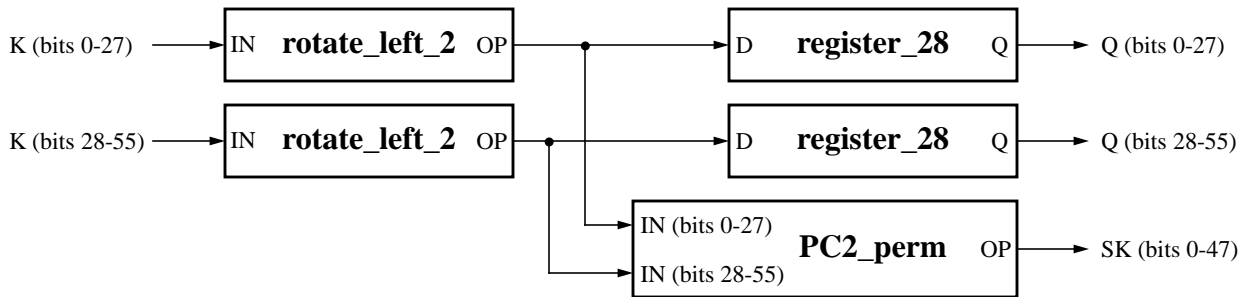 K (bits 0-27) IN rotate_left_2 OP D register_28 Q Q (bits 0-27)
K (bits 28-55) IN rotate_left_2 OP D register_28 Q Q (bits 28-55)
IN (bits 0-27)
PC2_perm OP SK (bits 0-47)
IN (bits 28-55)